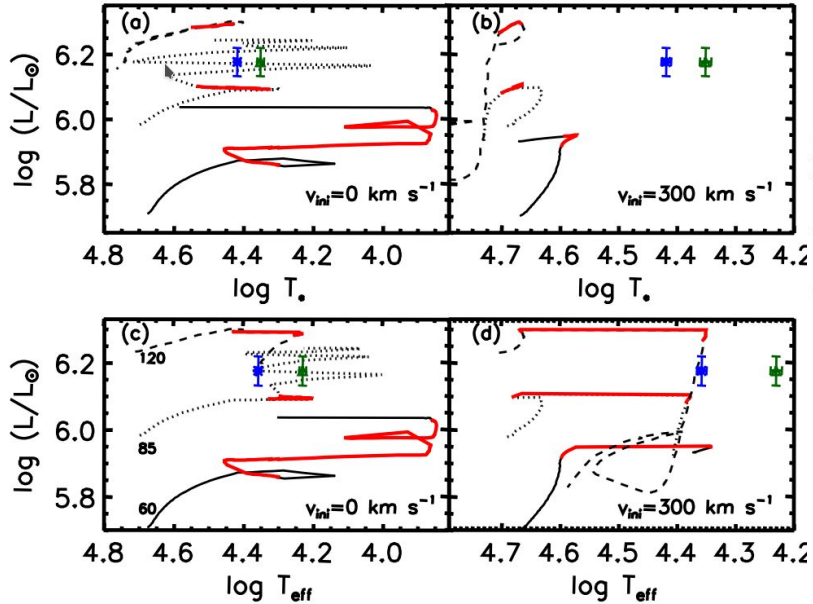 (a)
(b)
log (L/L⊙)
6.2
6.0
5.8
v_ini=0 km s⁻¹
v_ini=300 km s⁻¹
4.8 4.6 4.4 4.2 4.0
4.7 4.6 4.5 4.4 4.3 4.2
log T*
log T*
(c)
(d)
120
85
60
log (L/L⊙)
6.2
6.0
5.8
v_ini=0 km s⁻¹
v_ini=300 km s⁻¹
4.8 4.6 4.4 4.2 4.0
4.7 4.6 4.5 4.4 4.3 4.2
log T_eff
log T_eff